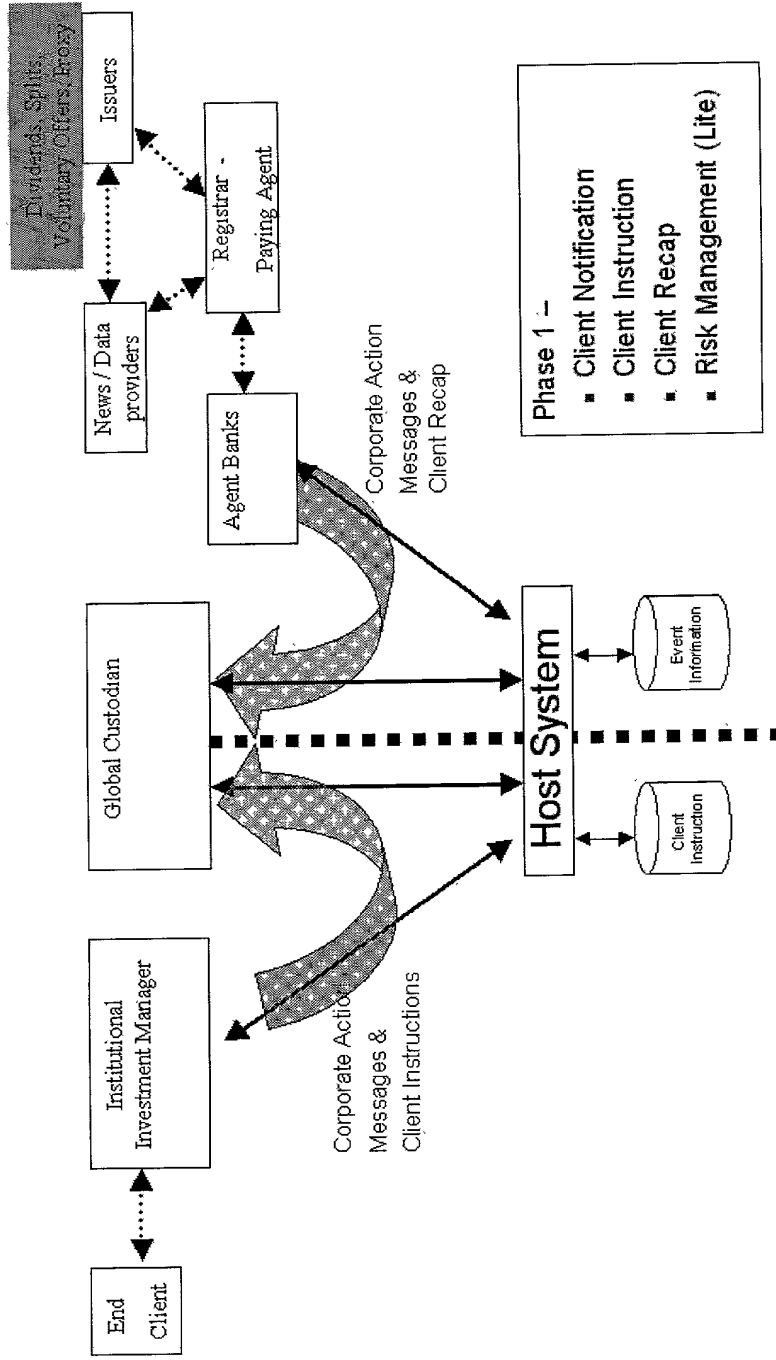 Dividends, Splits,
Voluntary Offers, Proxy
Issuers
News / Data
providers
Registrar -
Paying Agent
Agent Banks
Global Custodian
Institutional
Investment Manager
End
Client
Corporate Action
Messages &
Client Recap
Corporate Action
Messages &
Client Instructions
Host System
Client
Instruction
Event
Information
Phase 1 –
▪ Client Notification
▪ Client Instruction
▪ Client Recap
▪ Risk Management (Lite)